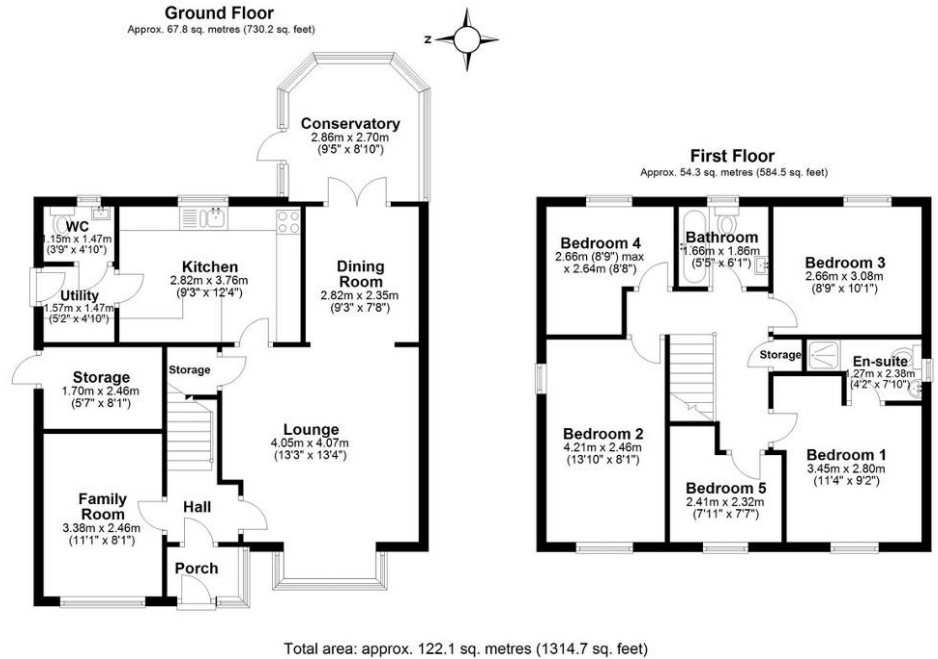 Ground Floor
Approx. 67.8 sq. metres (730.2 sq. feet)
Z
Conservatory
2.86m x 2.70m
(9'5" x 8'10")
WC
1.15m x 1.47m
(3'9" x 4'10")
Kitchen
2.82m x 3.76m
(9'3" x 12'4")
Dining
Room
2.82m x 2.35m
(9'3" x 7'8")
Utility
1.57m x 1.47m
(5'2" x 4'10")
Storage
1.70m x 2.46m
(5'7" x 8'1")
Storage
Lounge
4.05m x 4.07m
(13'3" x 13'4")
Family
Room
3.38m x 2.46m
(11'1" x 8'1")
Hall
Porch
First Floor
Approx. 54.3 sq. metres (584.5 sq. feet)
Bedroom 4
2.66m (8'9") max
x 2.64m (8'8")
Bathroom
1.66m x 1.86m
(5'5" x 6'1")
Bedroom 3
2.66m x 3.08m
(8'9" x 10'1")
Storage
En-suite
1.27m x 2.38m
(4'2" x 7'10")
Bedroom 2
4.21m x 2.46m
(13'10" x 8'1")
Bedroom 1
3.45m x 2.80m
(11'4" x 9'2")
Bedroom 5
2.41m x 2.32m
(7'11" x 7'7")
Total area: approx. 122.1 sq. metres (1314.7 sq. feet)